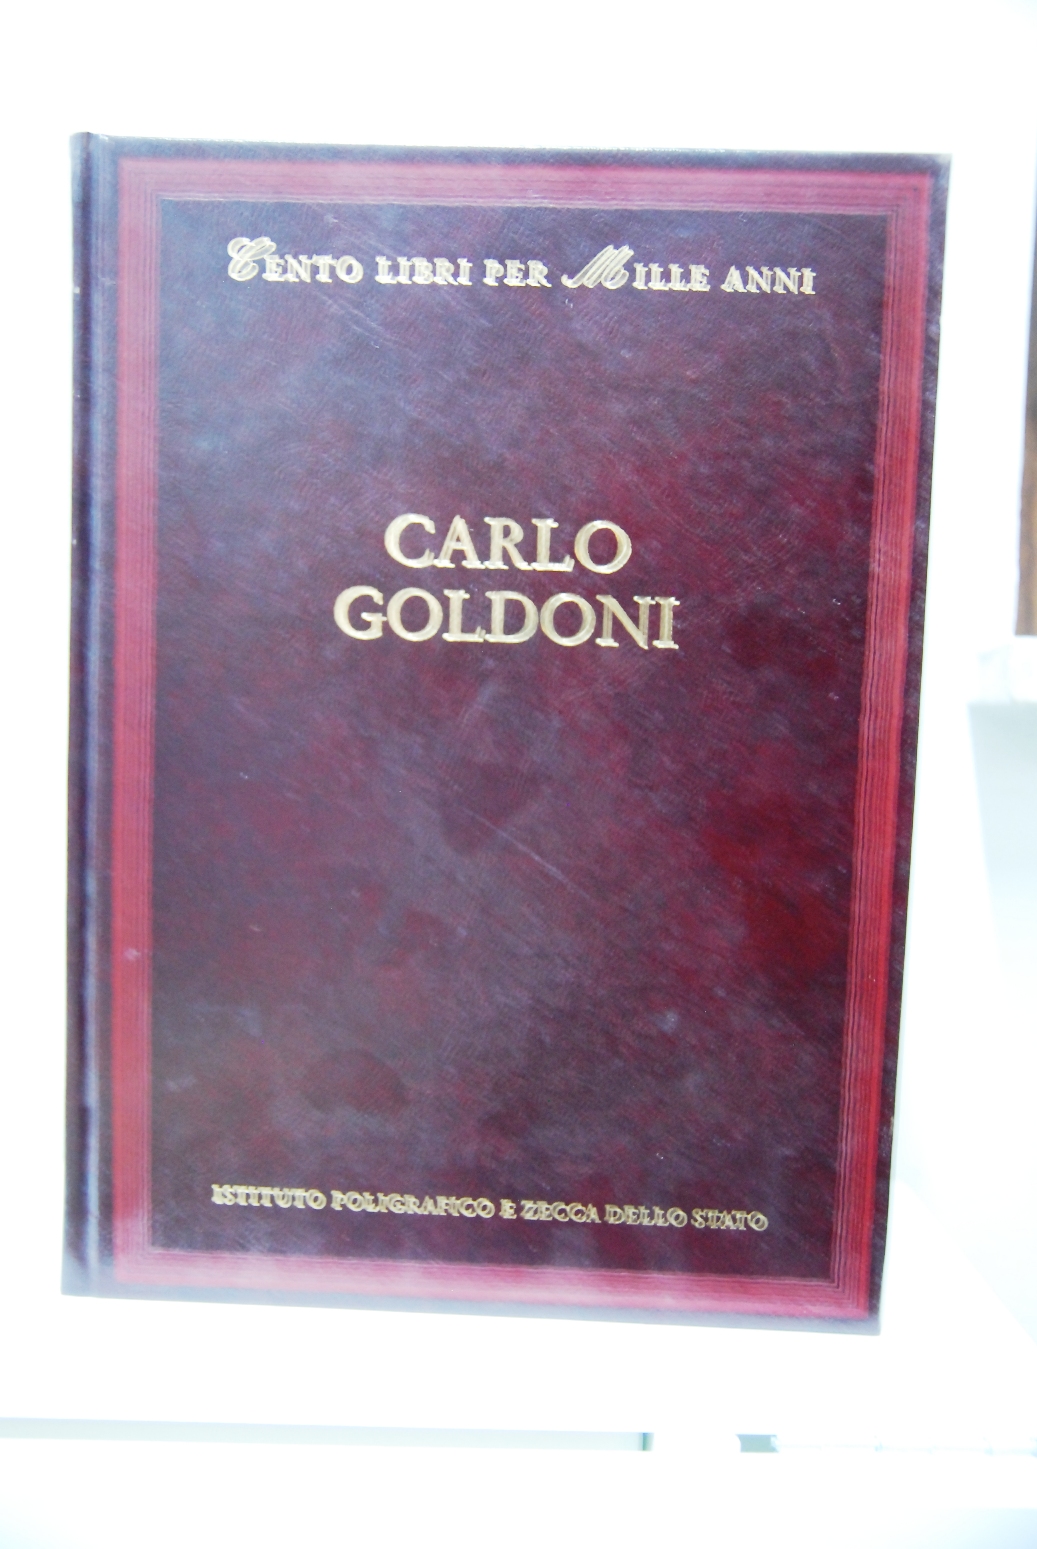 CENTO LIBRI PER MILLE ANNI
CARLO
GOLDONI
ISTITUTO POLIGRAFICO E ZECCA DELLO STATO